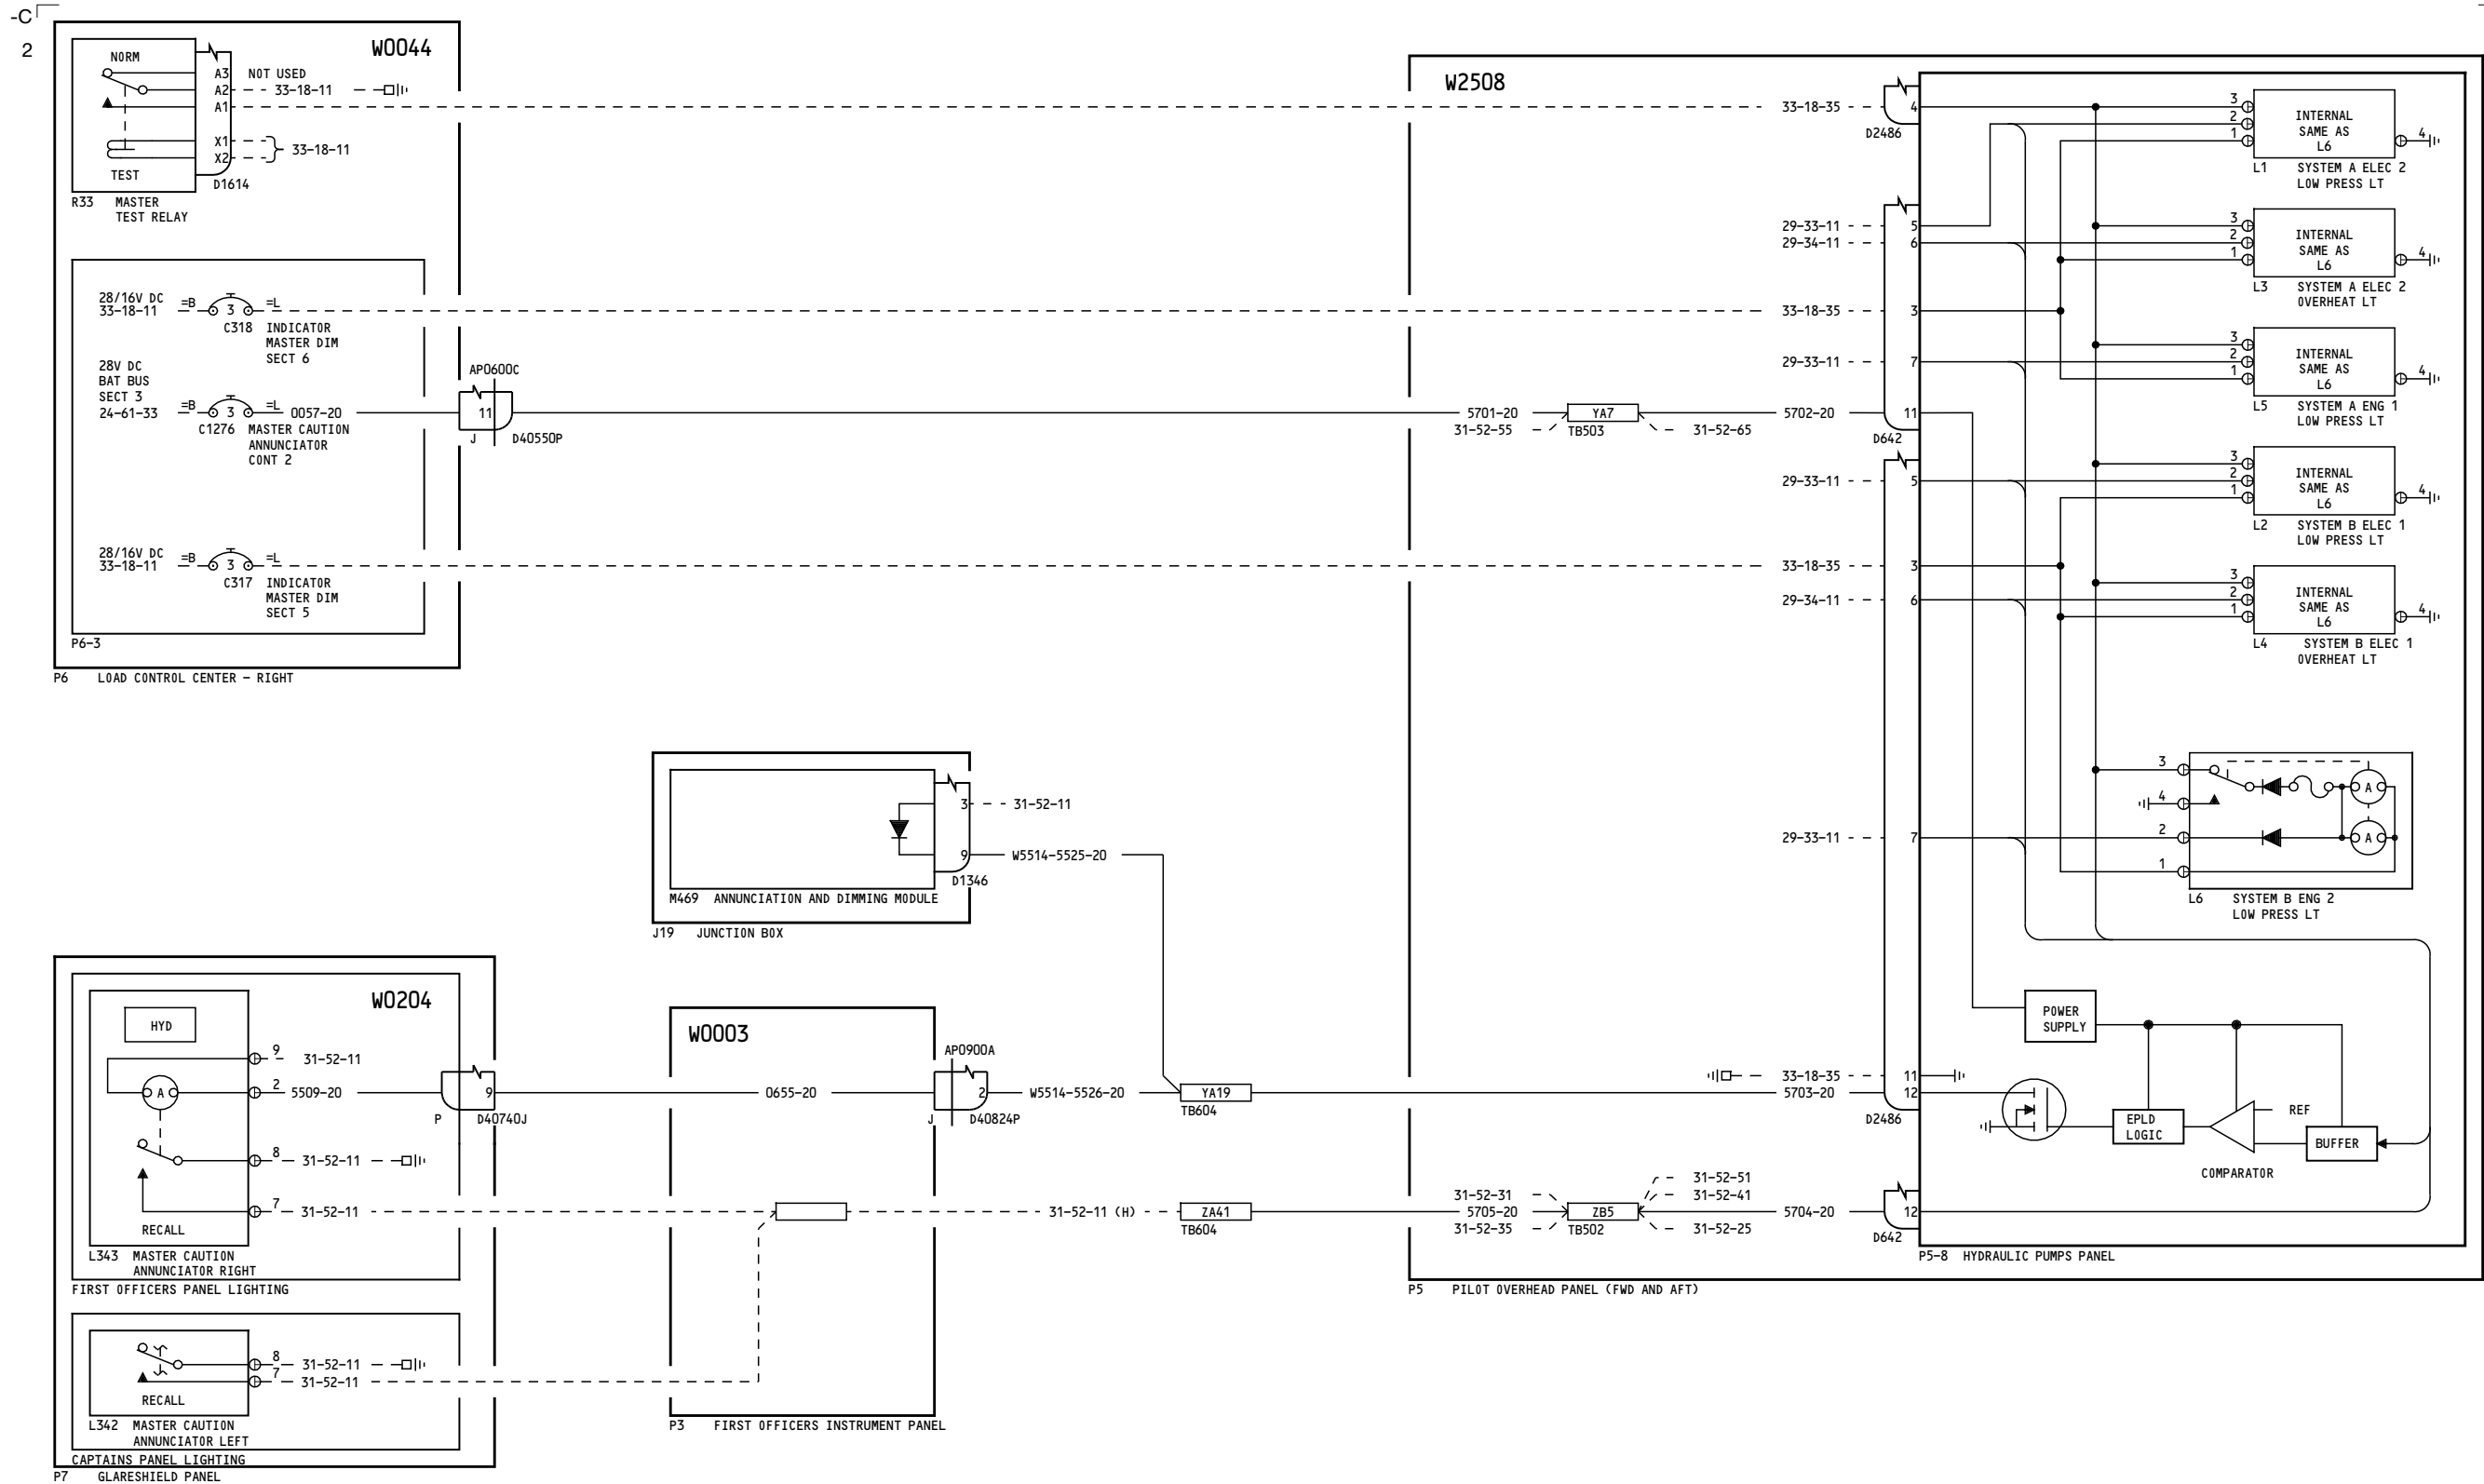 -C
2
W0044
NORM
A3 NOT USED
A2 33-18-11
A1
X1
X2
33-18-11
TEST
D1614
R33 MASTER
TEST RELAY
28/16V DC
33-18-11 =B 3 =L
C318 INDICATOR
MASTER DIM
SECT 6
28V DC
BAT BUS
SECT 3
24-61-33 =B 3 =L 0057-20
C1276 MASTER CAUTION
ANNUNCIATOR
CONT 2
AP0600C
11
J D40550P
28/16V DC
33-18-11 =B 3 =L
C317 INDICATOR
MASTER DIM
SECT 5
P6-3
P6 LOAD CONTROL CENTER - RIGHT
3 31-52-11
9 W5514-5525-20
D1346
M469 ANNUNCIATION AND DIMMING MODULE
J19 JUNCTION BOX
W0204
HYD
9 31-52-11
A 2 5509-20
9
P D40740J
8 31-52-11
7 31-52-11
RECALL
L343 MASTER CAUTION
ANNUNCIATOR RIGHT
FIRST OFFICERS PANEL LIGHTING
8 31-52-11
7 31-52-11
RECALL
L342 MASTER CAUTION
ANNUNCIATOR LEFT
CAPTAINS PANEL LIGHTING
P7 GLARESHIELD PANEL
W0003
0655-20
AP0900A
2
J D40824P
W5514-5526-20
YA19
TB604
31-52-11 (H)
ZA41
TB604
P3 FIRST OFFICERS INSTRUMENT PANEL
W2508
33-18-35 4
D2486
29-33-11 5
29-34-11 6
33-18-35 3
29-33-11 7
5701-20 YA7 5702-20 11
31-52-55 TB503 31-52-65
D642
29-33-11 5
33-18-35 3
29-34-11 6
29-33-11 7
33-18-35 11
5703-20 12
D2486
31-52-51
31-52-31 31-52-41
5705-20 ZB5 5704-20 12
31-52-35 TB502 31-52-25
D642
P5 PILOT OVERHEAD PANEL (FWD AND AFT)
3
2
1
INTERNAL
SAME AS
L6
4
L1 SYSTEM A ELEC 2
LOW PRESS LT
3
2
1
INTERNAL
SAME AS
L6
4
L3 SYSTEM A ELEC 2
OVERHEAT LT
3
2
1
INTERNAL
SAME AS
L6
4
L5 SYSTEM A ENG 1
LOW PRESS LT
3
2
1
INTERNAL
SAME AS
L6
4
L2 SYSTEM B ELEC 1
LOW PRESS LT
3
2
1
INTERNAL
SAME AS
L6
4
L4 SYSTEM B ELEC 1
OVERHEAT LT
3
A
4
2
A
1
L6 SYSTEM B ENG 2
LOW PRESS LT
POWER
SUPPLY
EPLD
LOGIC
REF
BUFFER
COMPARATOR
P5-8 HYDRAULIC PUMPS PANEL